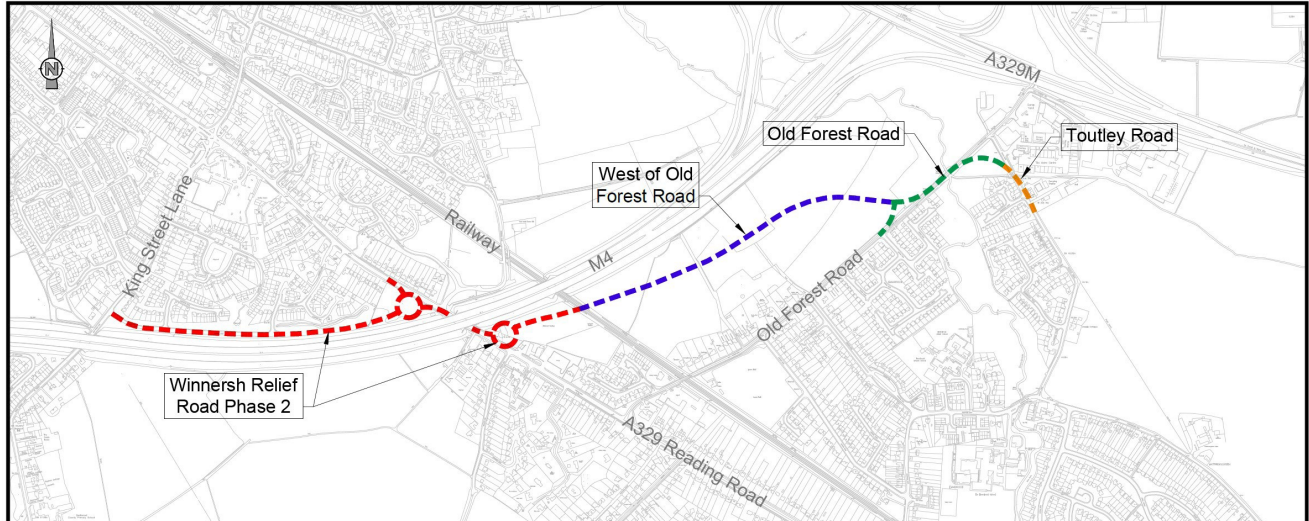 N
A329M
Old Forest Road
Toutley Road
West of Old
Forest Road
King Street Lane
Railway
M4
Old Forest Road
Winnersh Relief
Road Phase 2
A329 Reading Road